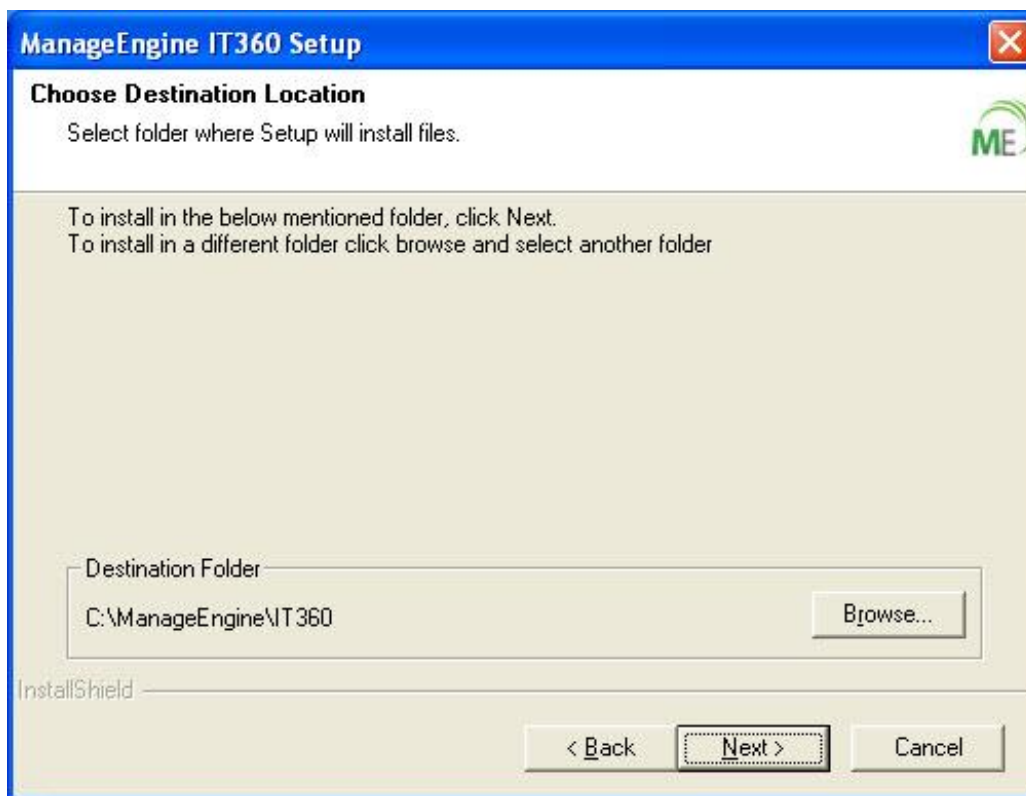 ManageEngine IT360 Setup
Choose Destination Location
Select folder where Setup will install files.
ME
To install in the below mentioned folder, click Next.
To install in a different folder click browse and select another folder
Destination Folder
C:\ManageEngine\IT360
Browse...
InstallShield
< Back
Next >
Cancel